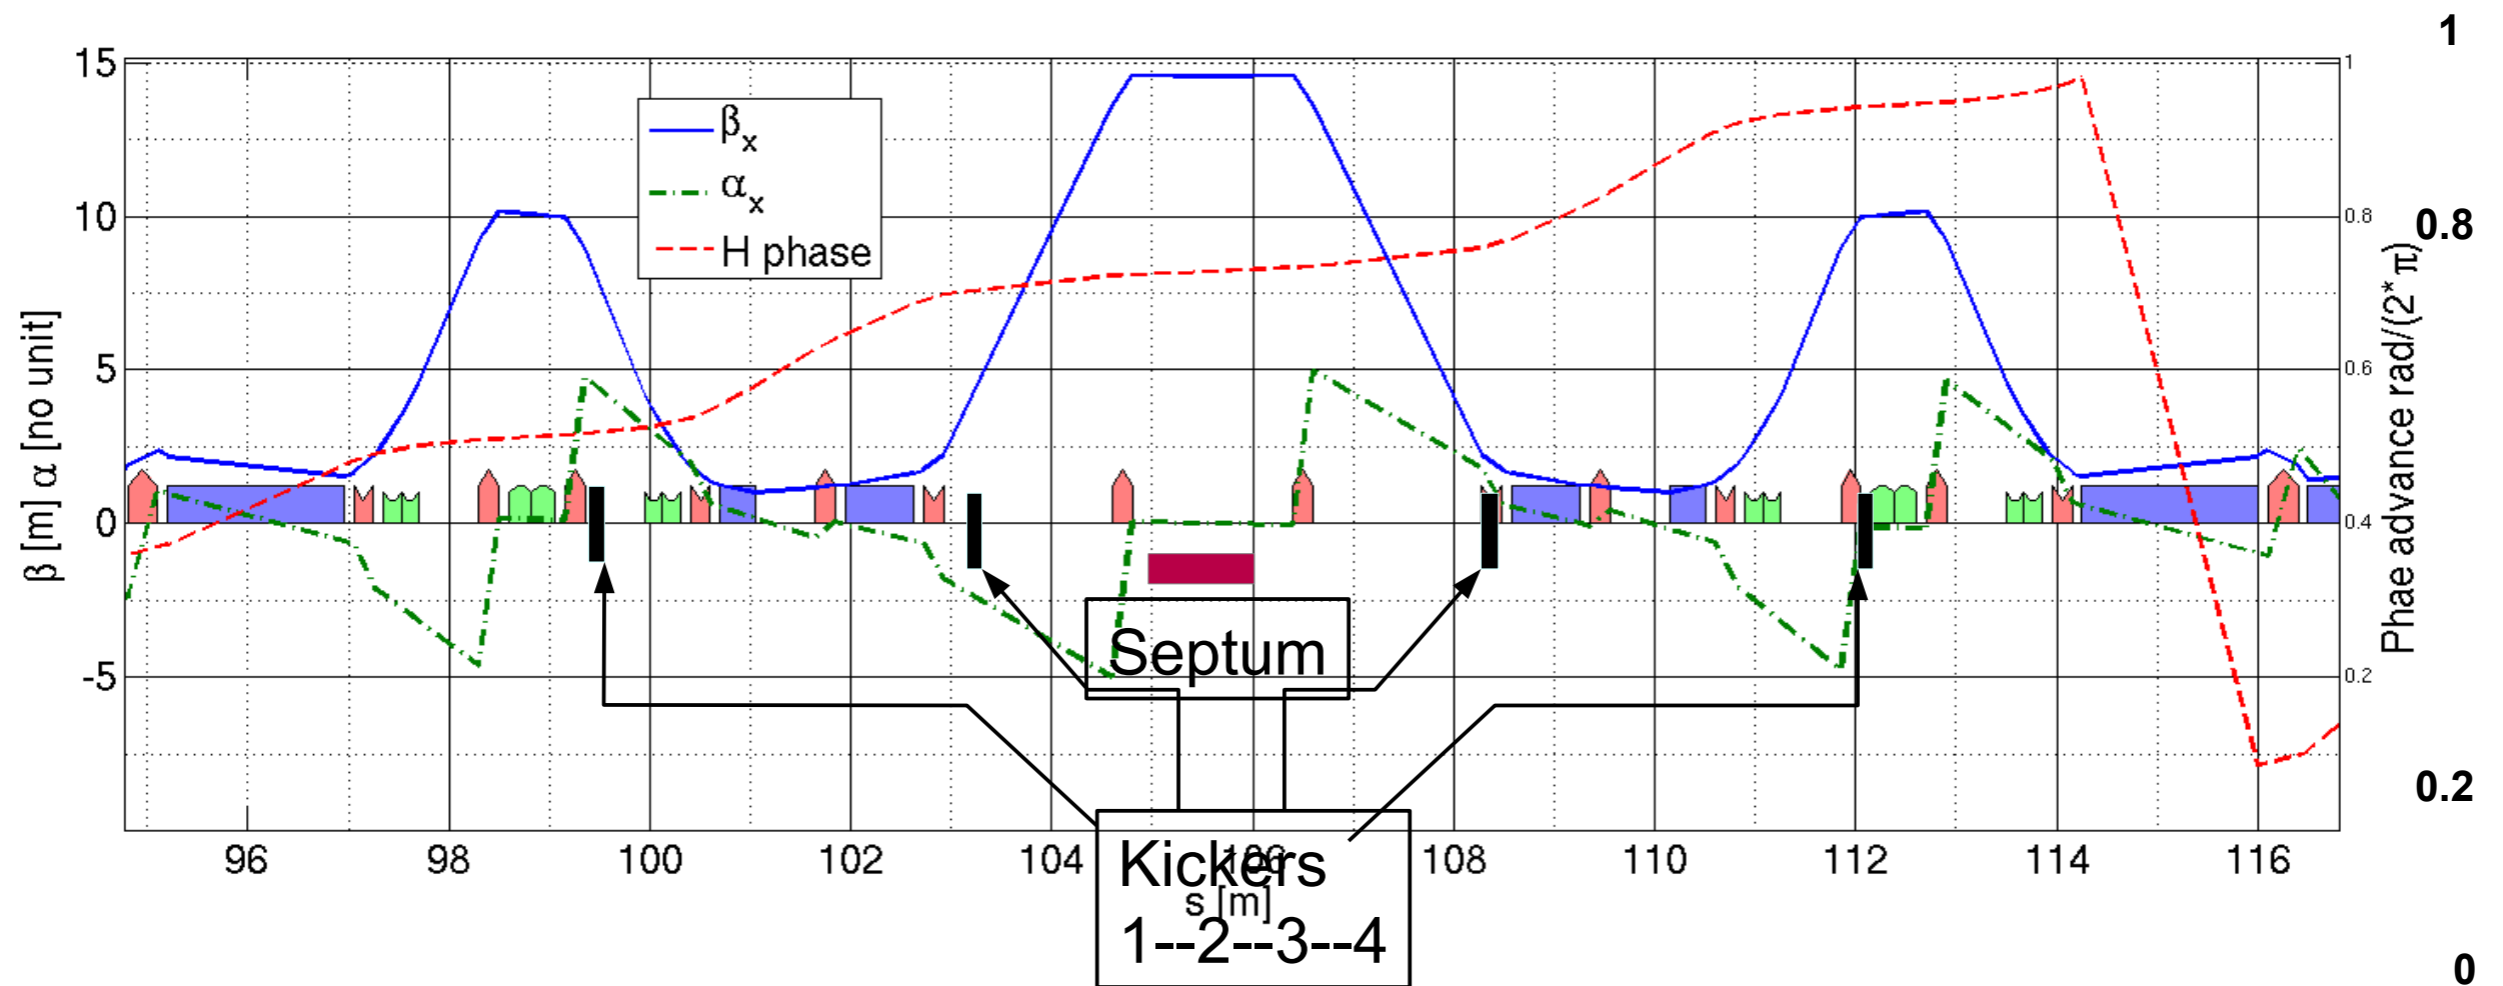 1
15
1
β
x
α
x
H phase
10
0.8
0.8
5
0.6
0
0.4
-5
0.2
β [m] α [no unit]
Phae advance rad/(2*π)
Septum
0.2
96
98
100
102
104
106
108
110
112
114
116
s [m]
Kickers
1--2--3--4
0